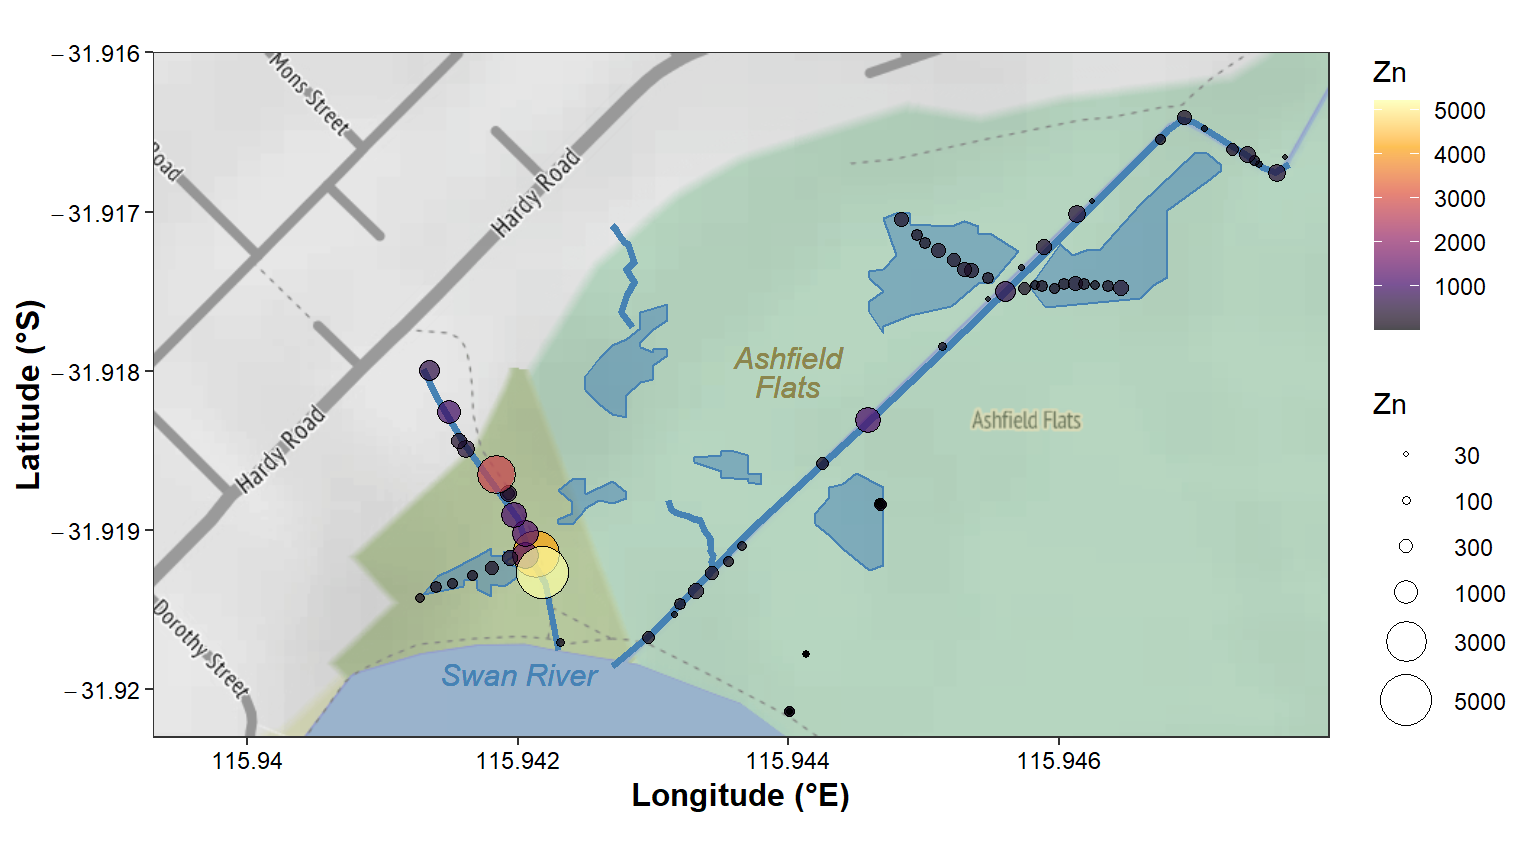 −31.916
−31.917
−31.918
−31.919
−31.92
115.94
115.942
115.944
115.946
Latitude (°S)
Longitude (°E)
Mons Street
Road
Hardy Road
Hardy Road
Dorothy Street
Ashfield
Flats
Ashfield Flats
Swan River
Zn
5000
4000
3000
2000
1000
Zn
30
100
300
1000
3000
5000